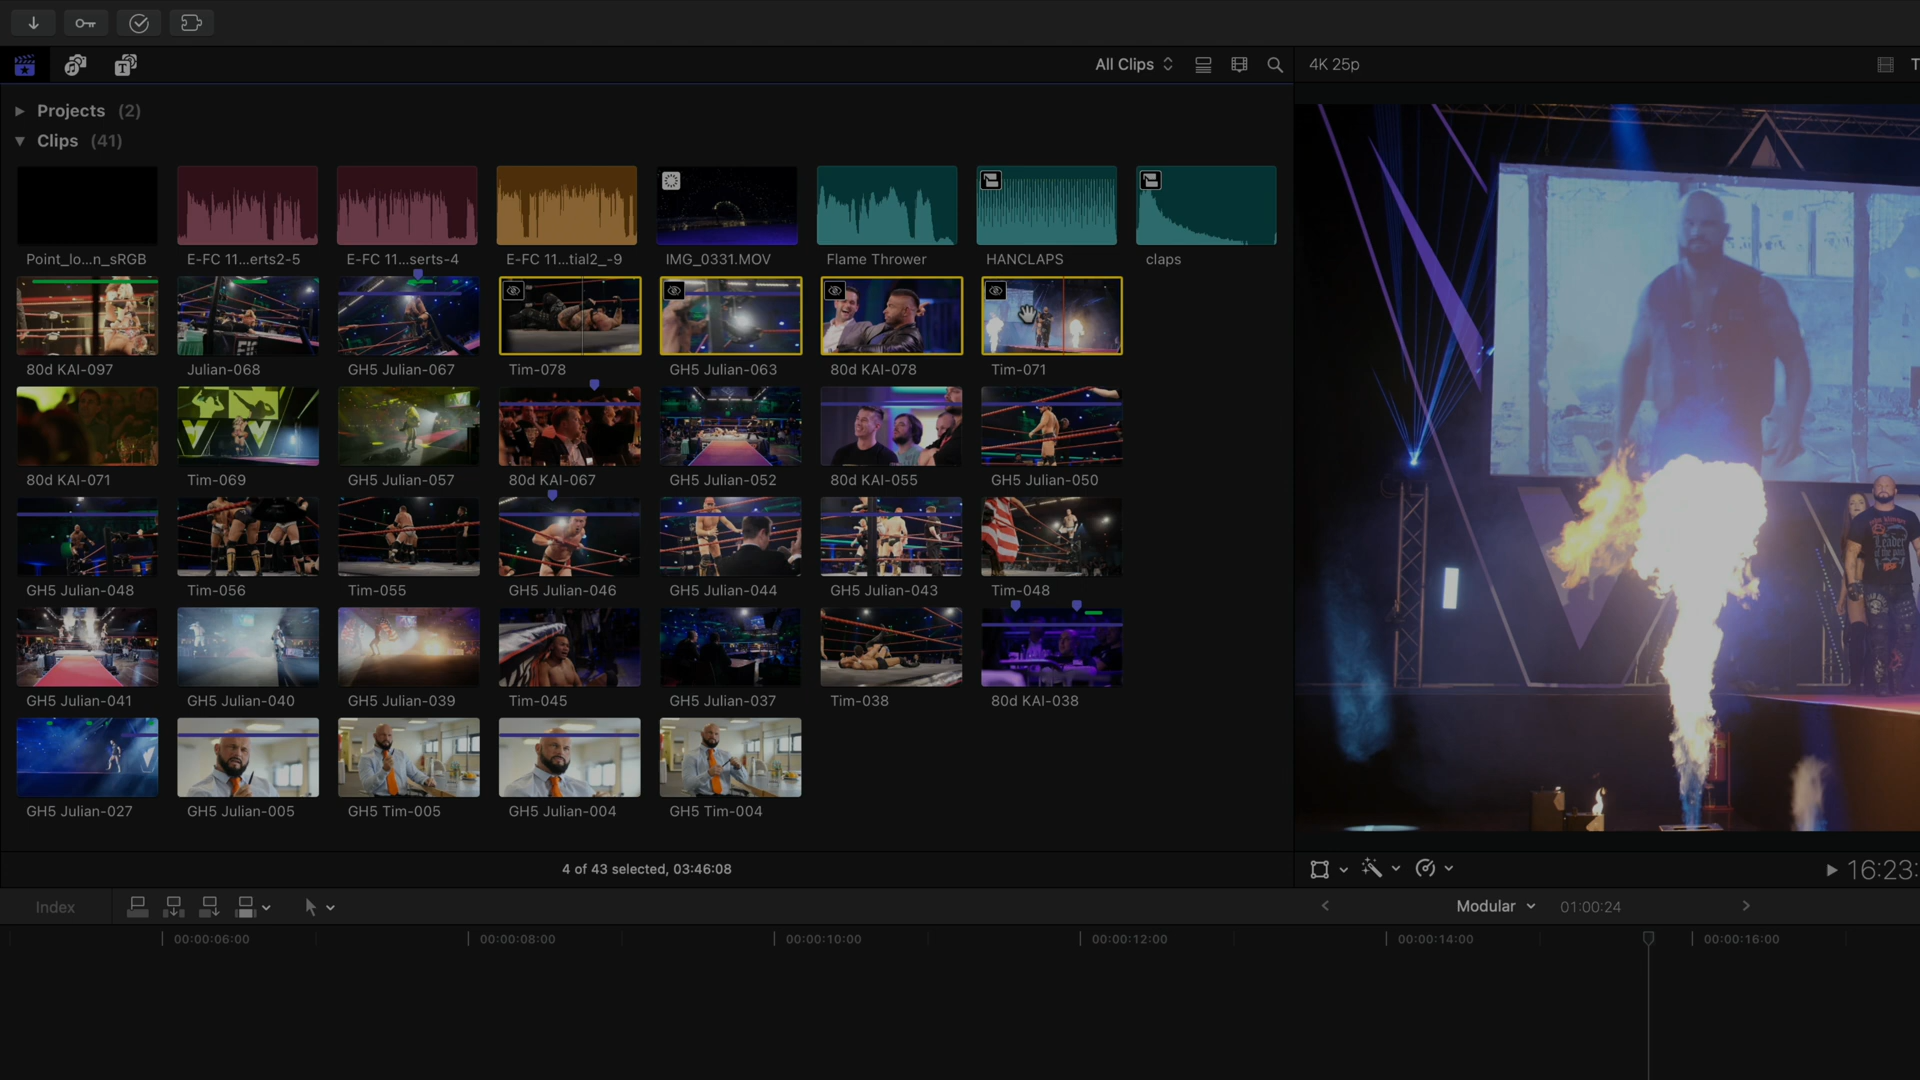 All Clips
4K 25p
Projects (2)
Clips (41)
Point_lo...n_sRGB
E-FC 11...erts2-5
E-FC 11...serts-4
E-FC 11...tial2_-9
IMG_0331.MOV
Flame Thrower
HANCLAPS
claps
80d KAI-097
Julian-068
GH5 Julian-067
Tim-078
GH5 Julian-063
80d KAI-078
Tim-071
80d KAI-071
Tim-069
GH5 Julian-057
80d KAI-067
GH5 Julian-052
80d KAI-055
GH5 Julian-050
GH5 Julian-048
Tim-056
Tim-055
GH5 Julian-046
GH5 Julian-044
GH5 Julian-043
Tim-048
GH5 Julian-041
GH5 Julian-040
GH5 Julian-039
Tim-045
GH5 Julian-037
Tim-038
80d KAI-038
GH5 Julian-027
GH5 Julian-005
GH5 Tim-005
GH5 Julian-004
GH5 Tim-004
4 of 43 selected, 03:46:08
16:23:
Index
Modular
01:00:24
00:00:06:00
00:00:08:00
00:00:10:00
00:00:12:00
00:00:14:00
00:00:16:00
Leader
of the pack